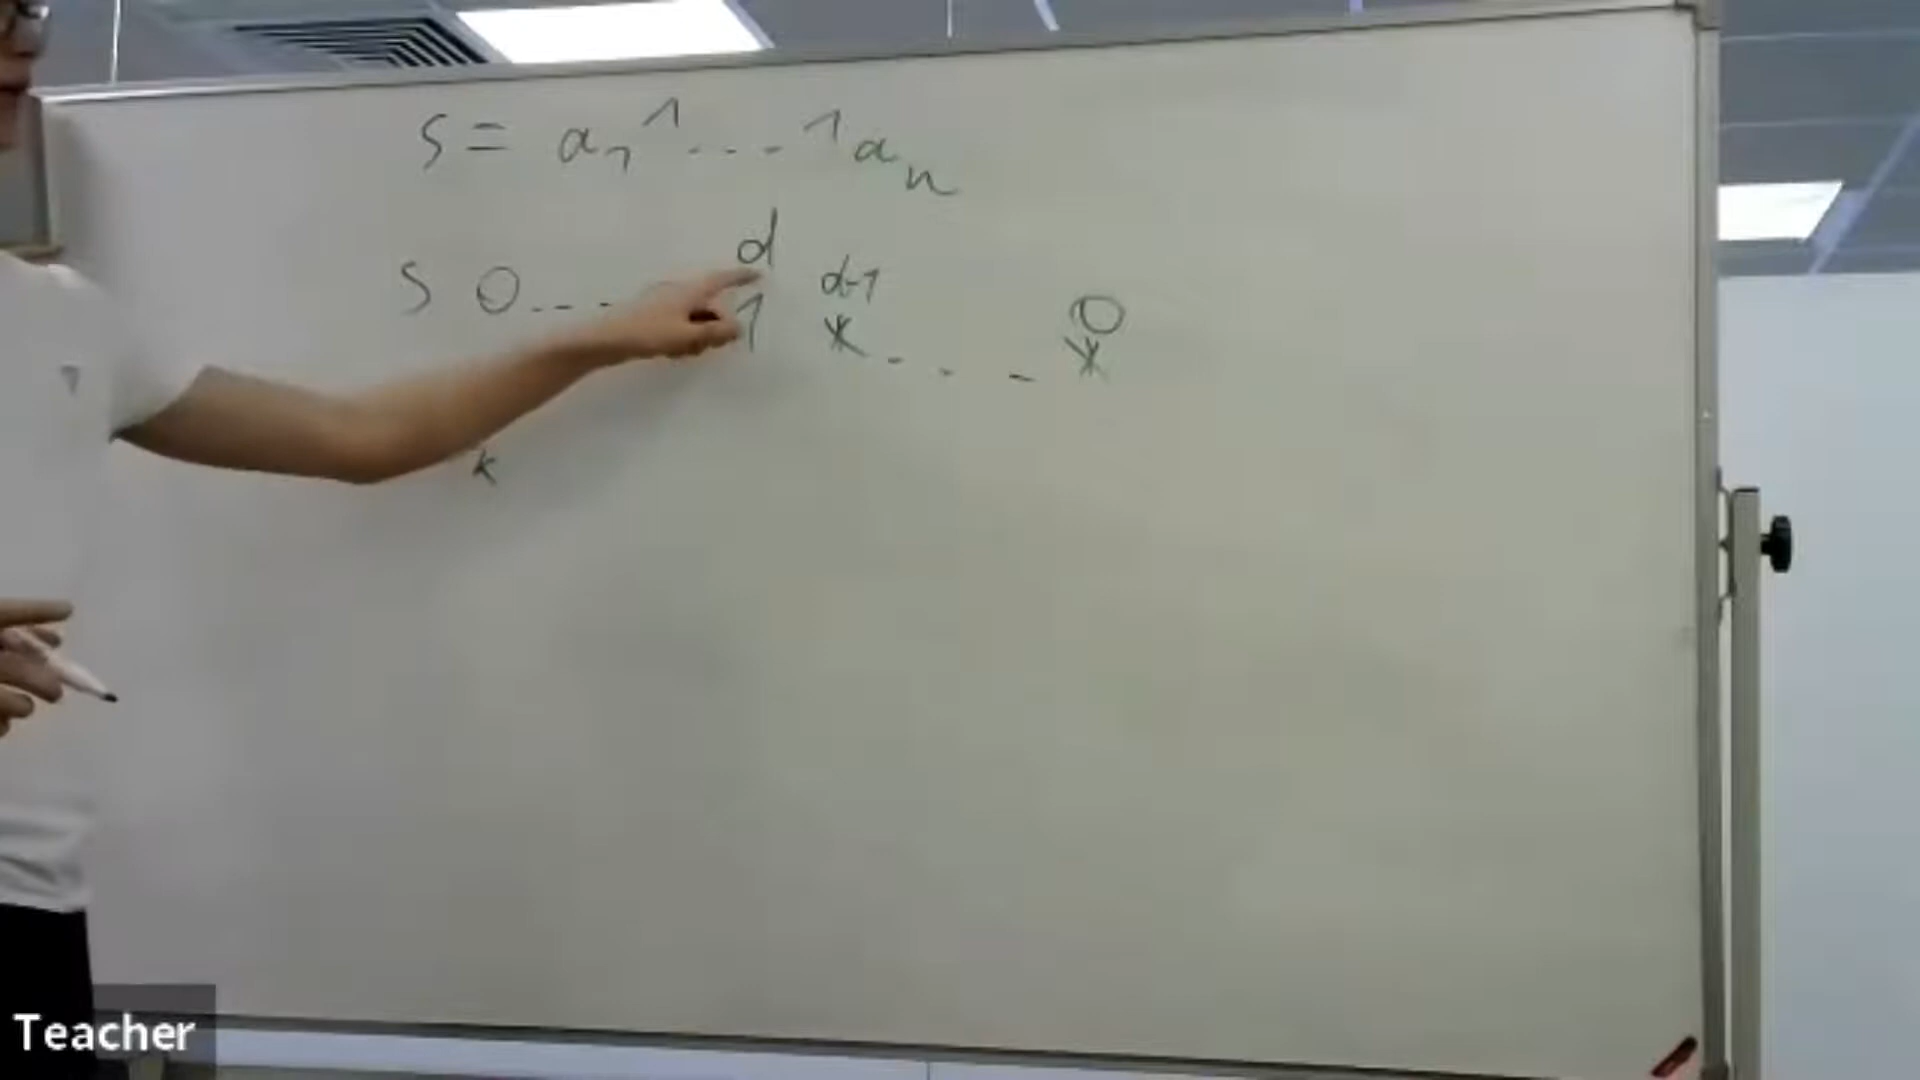 S = a₁ ^ ... ^ aₙ
d
d-1
0
S 0 ... 1 * ... *
k
Teacher